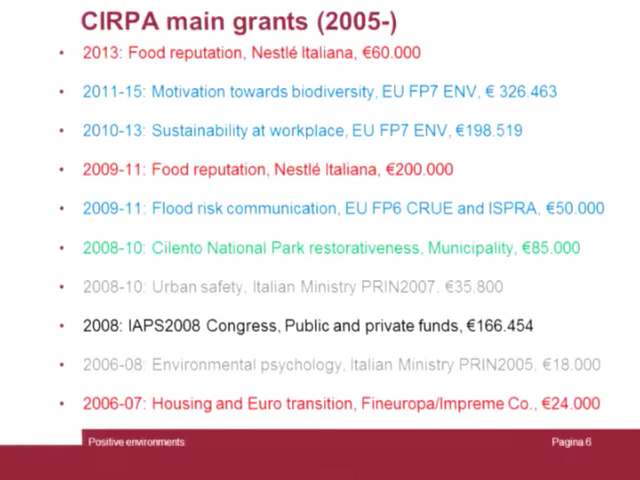 CIRPA main grants (2005-)
• 2013: Food reputation, Nestlé Italiana, €60.000
• 2011-15: Motivation towards biodiversity, EU FP7 ENV, € 326.463
• 2010-13: Sustainability at workplace, EU FP7 ENV, €198.519
• 2009-11: Food reputation, Nestlé Italiana, €200.000
• 2009-11: Flood risk communication, EU FP6 CRUE and ISPRA, €50.000
• 2008-10: Cilento National Park restorativeness, Municipality, €85.000
• 2008-10: Urban safety, Italian Ministry PRIN2007, €35.800
• 2008: IAPS2008 Congress, Public and private funds, €166.454
• 2006-08: Environmental psychology, Italian Ministry PRIN2005, €18.000
• 2006-07: Housing and Euro transition, Fineuropa/Impreme Co., €24.000
Positive environments Pagina 6